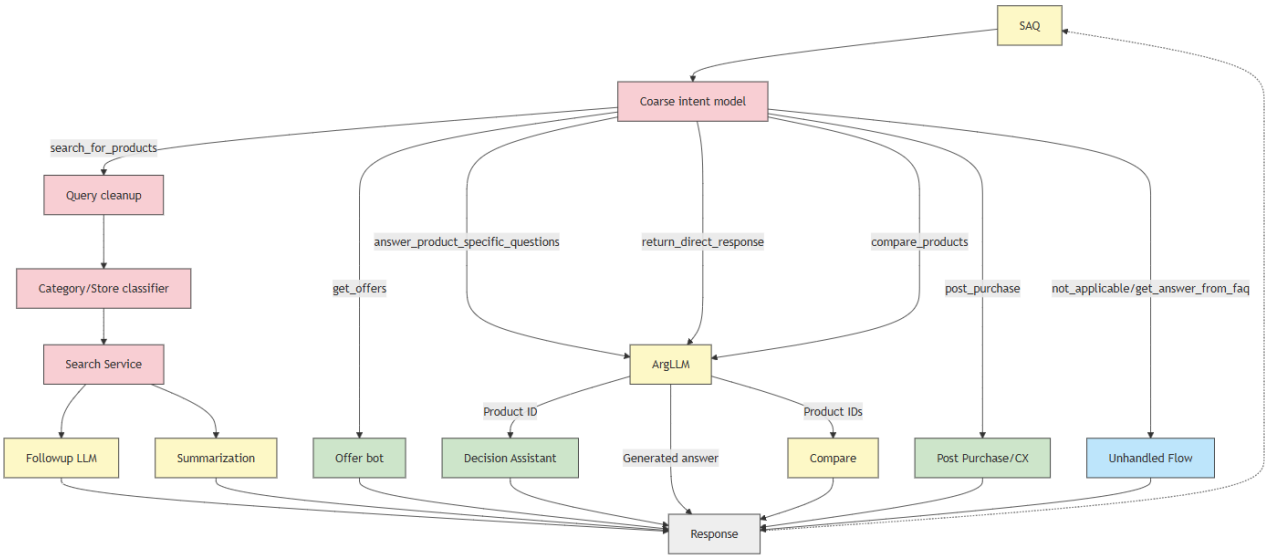 SAQ
Coarse intent model
search_for_products
Query cleanup
answer_product_specific_questions
return_direct_response
compare_products
Category/Store classifier
get_offers
post_purchase
not_applicable/get_answer_from_faq
Search Service
ArgLLM
Product ID
Product IDs
Followup LLM
Summarization
Offer bot
Decision Assistant
Generated answer
Compare
Post Purchase/CX
Unhandled Flow
Response